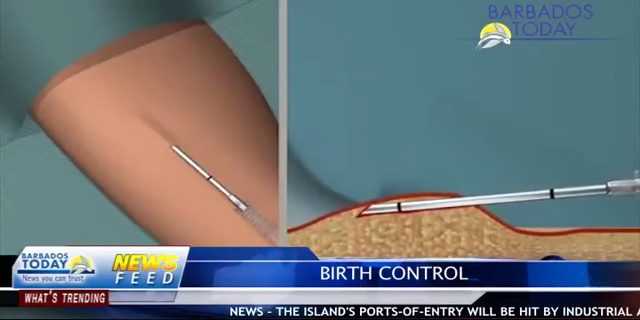 BARBADOS
TODAY
BARBADOS
TODAY
News you can trust
NEWS
FEED
BIRTH CONTROL
WHAT'S TRENDING
NEWS - THE ISLAND'S PORTS-OF-ENTRY WILL BE HIT BY INDUSTRIAL